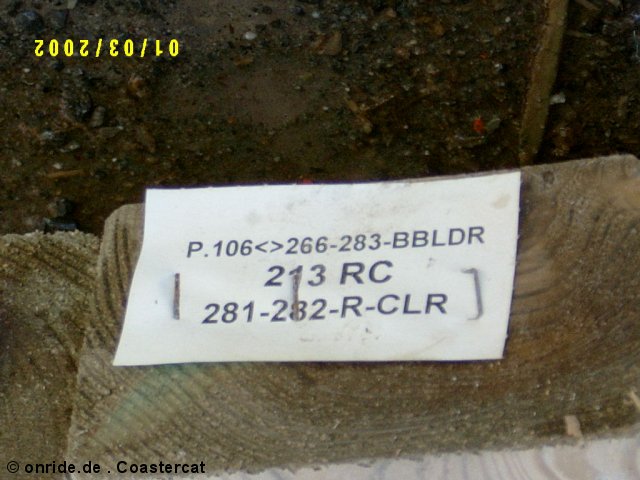 01/03/2002
P.106<>266-283-BBLDR
213 RC
281-282-R-CLR
© onride.de . Coastercat